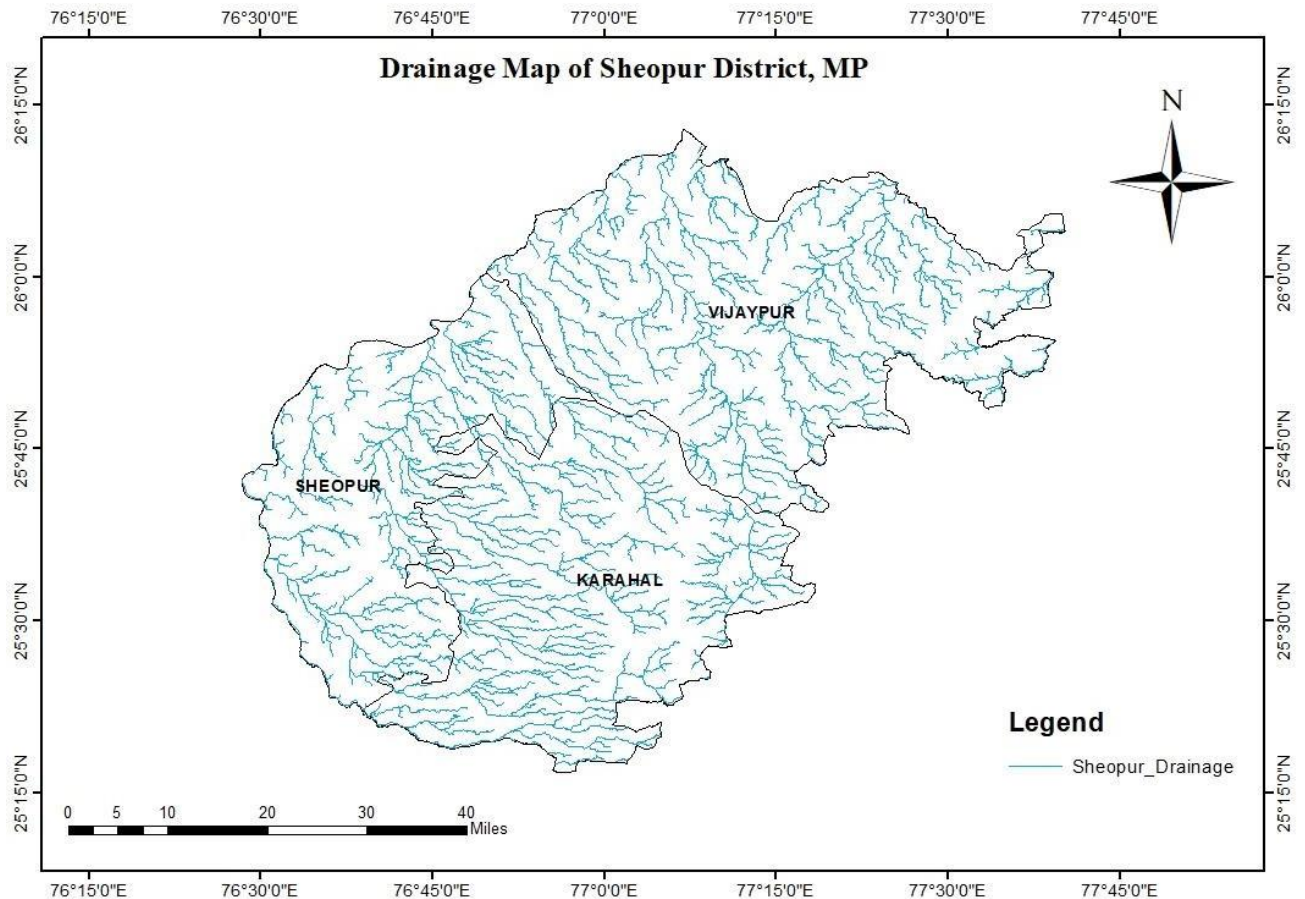 76°15'0"E 76°30'0"E 76°45'0"E 77°0'0"E 77°15'0"E 77°30'0"E 77°45'0"E
Drainage Map of Sheopur District, MP
N
26°15'0"N 26°15'0"N
26°0'0"N 26°0'0"N
VIJAYPUR
25°45'0"N 25°45'0"N
SHEOPUR
KARAHAL
25°30'0"N 25°30'0"N
Legend
Sheopur_Drainage
25°15'0"N 25°15'0"N
0 5 10 20 30 40
Miles
76°15'0"E 76°30'0"E 76°45'0"E 77°0'0"E 77°15'0"E 77°30'0"E 77°45'0"E